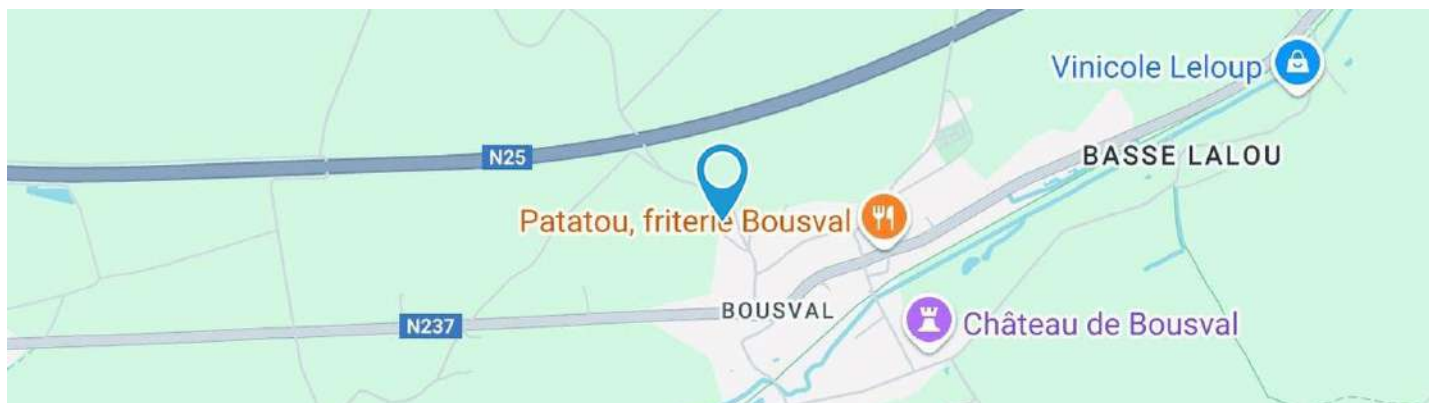 Vinicole Leloup
N25
BASSE LALOU
Patatou, friterie Bousval
BOUSVAL
N237
Château de Bousval